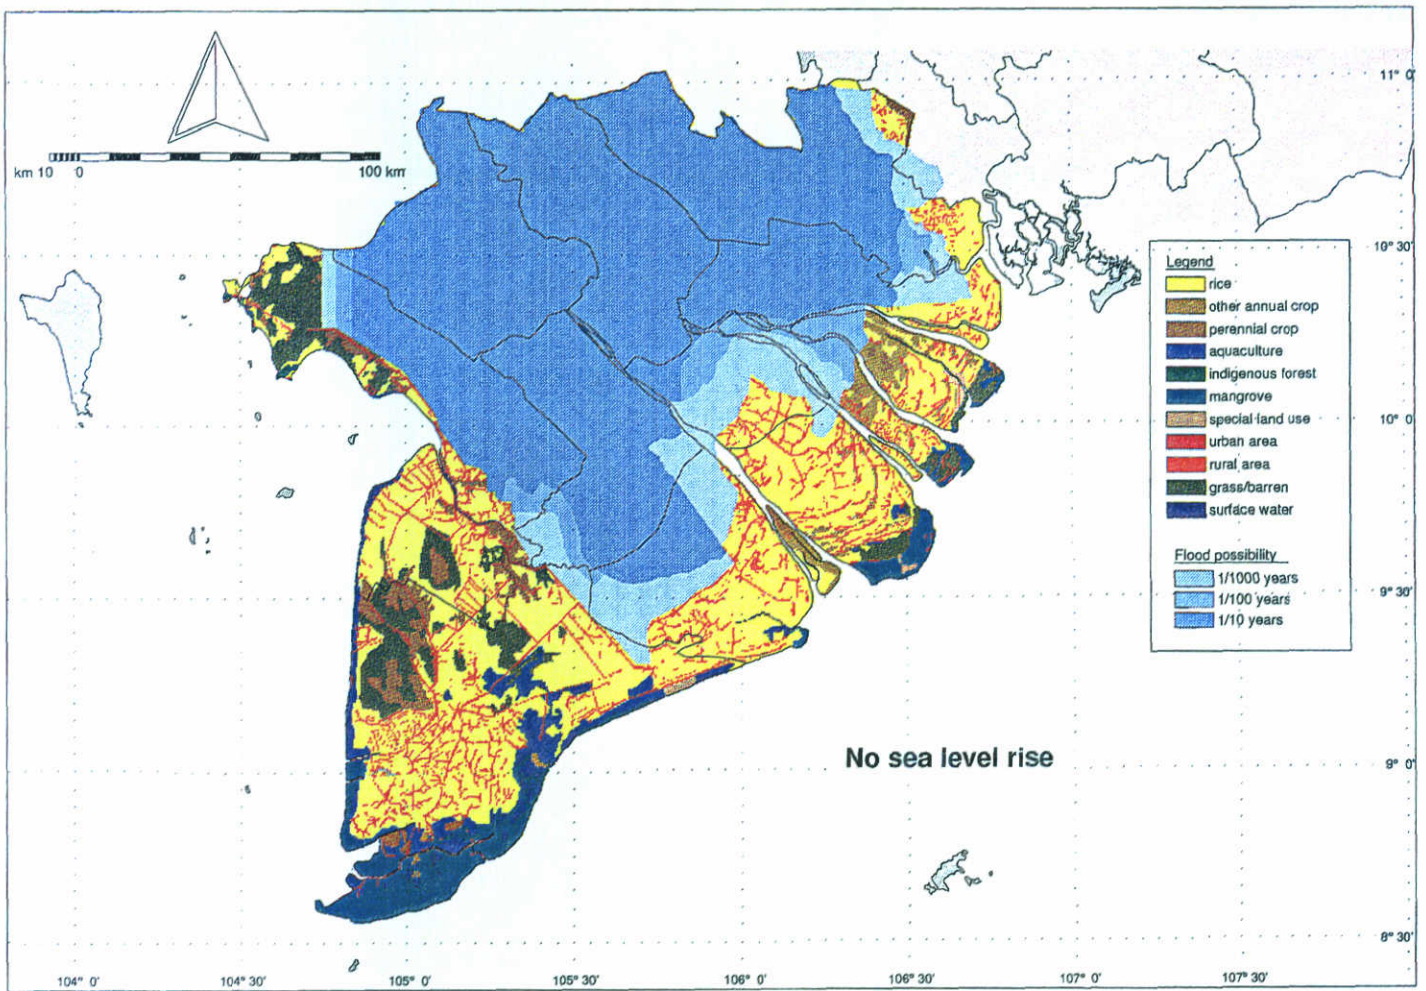 11° 0'
km 10 0 100 km
10° 30'
Legend
rice
other annual crop
perennial crop
aquaculture
indigenous forest
mangrove
special land use
urban area
rural area
grass/barren
surface water
10° 0'
Flood possibility
1/1000 years
1/100 years
1/10 years
9° 30'
No sea level rise
9° 0'
8° 30'
104° 0' 104° 30' 105° 0' 105° 30' 106° 0' 106° 30' 107° 0' 107° 30'